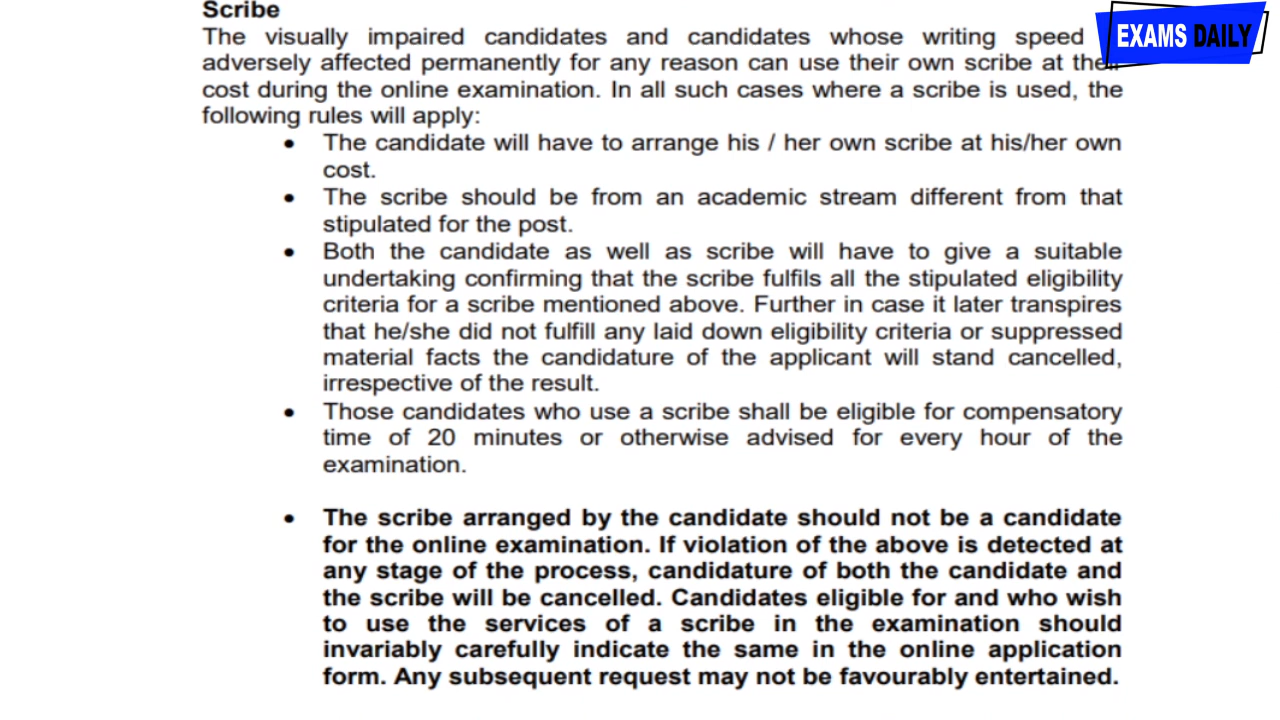 Scribe
The visually impaired candidates and candidates whose writing speed
adversely affected permanently for any reason can use their own scribe at their
cost during the online examination. In all such cases where a scribe is used, the
following rules will apply:
• The candidate will have to arrange his / her own scribe at his/her own
cost.
• The scribe should be from an academic stream different from that
stipulated for the post.
• Both the candidate as well as scribe will have to give a suitable
undertaking confirming that the scribe fulfils all the stipulated eligibility
criteria for a scribe mentioned above. Further in case it later transpires
that he/she did not fulfill any laid down eligibility criteria or suppressed
material facts the candidature of the applicant will stand cancelled,
irrespective of the result.
• Those candidates who use a scribe shall be eligible for compensatory
time of 20 minutes or otherwise advised for every hour of the
examination.
• The scribe arranged by the candidate should not be a candidate
for the online examination. If violation of the above is detected at
any stage of the process, candidature of both the candidate and
the scribe will be cancelled. Candidates eligible for and who wish
to use the services of a scribe in the examination should
invariably carefully indicate the same in the online application
form. Any subsequent request may not be favourably entertained.
EXAMS DAILY